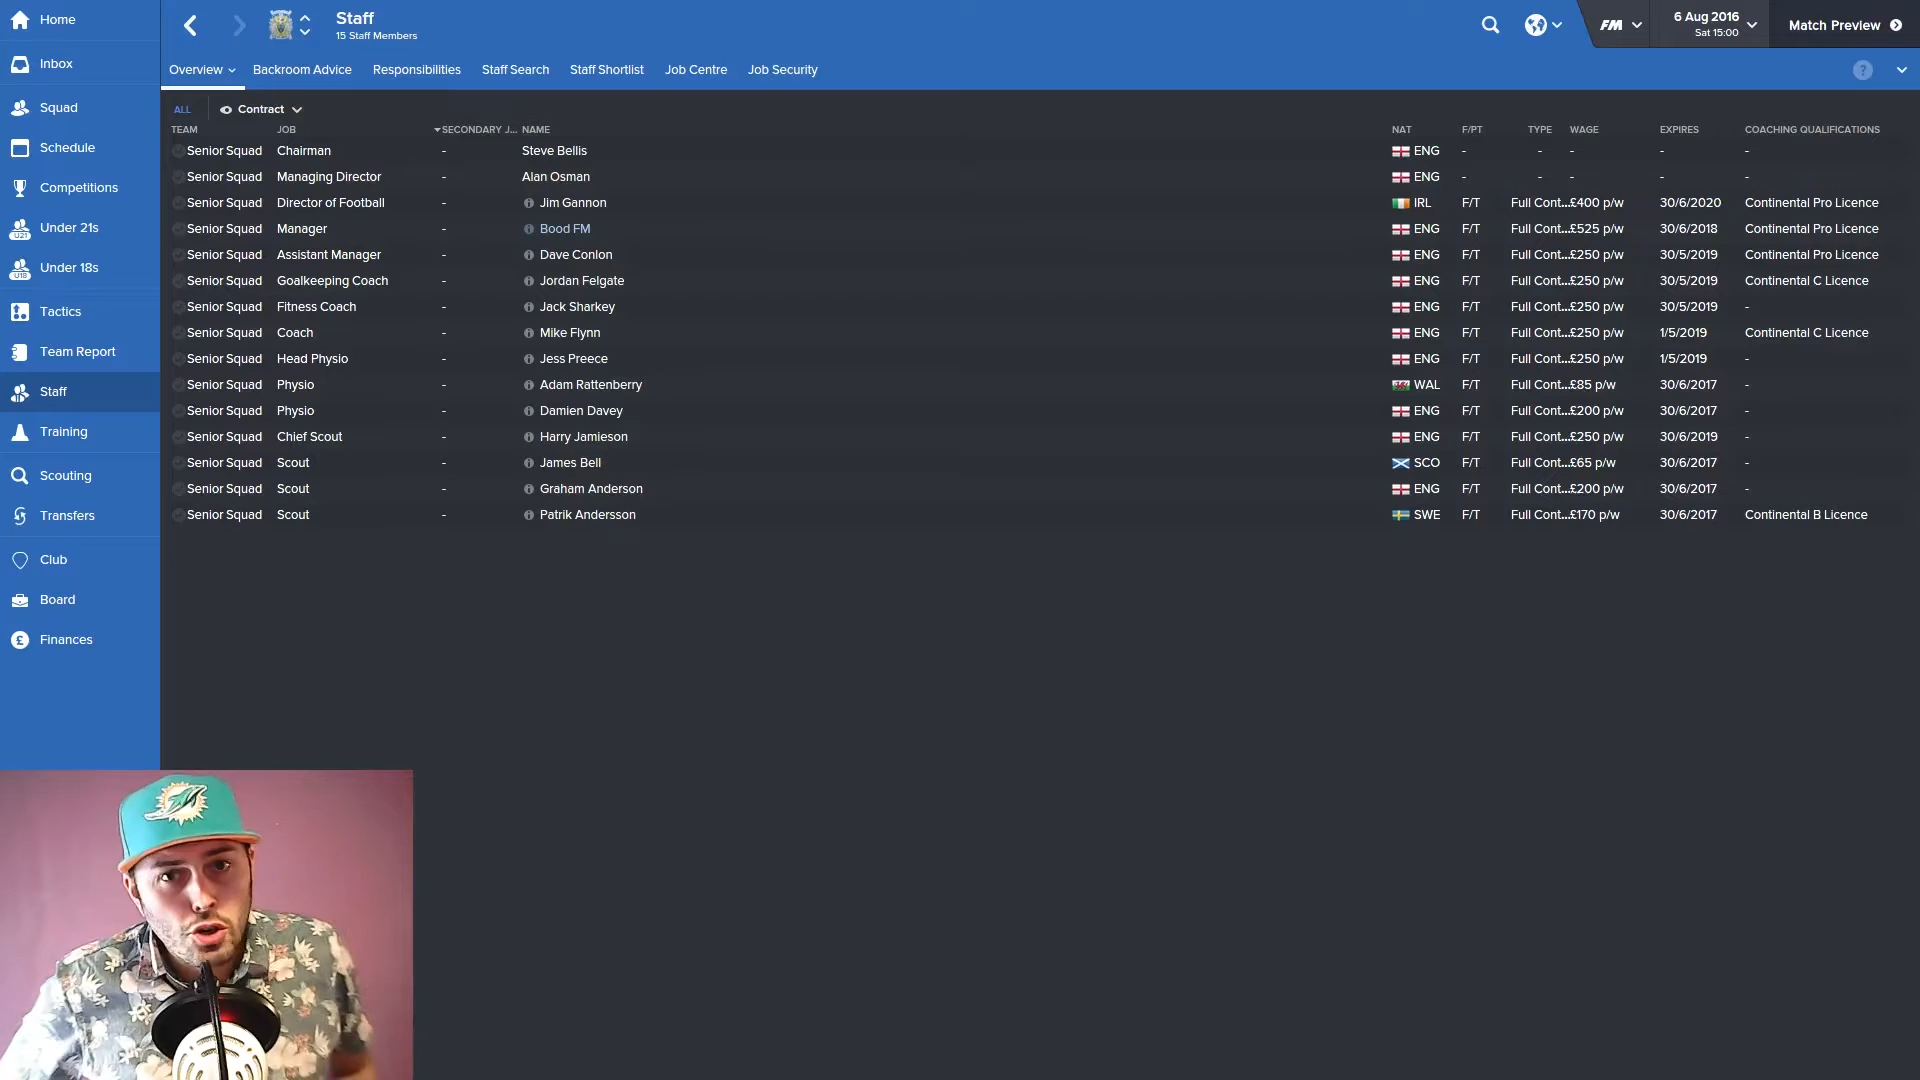 Home
Inbox
Squad
Schedule
Competitions
Under 21s
U21
Under 18s
U18
Tactics
Team Report
Staff
Training
Scouting
Transfers
Club
Board
Finances
Staff
15 Staff Members
FM
6 Aug 2016
Sat 15:00
Match Preview
Overview Backroom Advice Responsibilities Staff Search Staff Shortlist Job Centre Job Security
?
ALL Contract
TEAM JOB SECONDARY J... NAME NAT F/PT TYPE WAGE EXPIRES COACHING QUALIFICATIONS
Senior Squad Chairman - Steve Bellis ENG - - - - -
Senior Squad Managing Director - Alan Osman ENG - - - - -
Senior Squad Director of Football - Jim Gannon IRL F/T Full Cont...£400 p/w 30/6/2020 Continental Pro Licence
Senior Squad Manager - Bood FM ENG F/T Full Cont...£525 p/w 30/6/2018 Continental Pro Licence
Senior Squad Assistant Manager - Dave Conlon ENG F/T Full Cont...£250 p/w 30/5/2019 Continental Pro Licence
Senior Squad Goalkeeping Coach - Jordan Felgate ENG F/T Full Cont...£250 p/w 30/5/2019 Continental C Licence
Senior Squad Fitness Coach - Jack Sharkey ENG F/T Full Cont...£250 p/w 30/5/2019 -
Senior Squad Coach - Mike Flynn ENG F/T Full Cont...£250 p/w 1/5/2019 Continental C Licence
Senior Squad Head Physio - Jess Preece ENG F/T Full Cont...£250 p/w 1/5/2019 -
Senior Squad Physio - Adam Rattenberry WAL F/T Full Cont...£85 p/w 30/6/2017 -
Senior Squad Physio - Damien Davey ENG F/T Full Cont...£200 p/w 30/6/2017 -
Senior Squad Chief Scout - Harry Jamieson ENG F/T Full Cont...£250 p/w 30/6/2019 -
Senior Squad Scout - James Bell SCO F/T Full Cont...£65 p/w 30/6/2017 -
Senior Squad Scout - Graham Anderson ENG F/T Full Cont...£200 p/w 30/6/2017 -
Senior Squad Scout - Patrik Andersson SWE F/T Full Cont...£170 p/w 30/6/2017 Continental B Licence